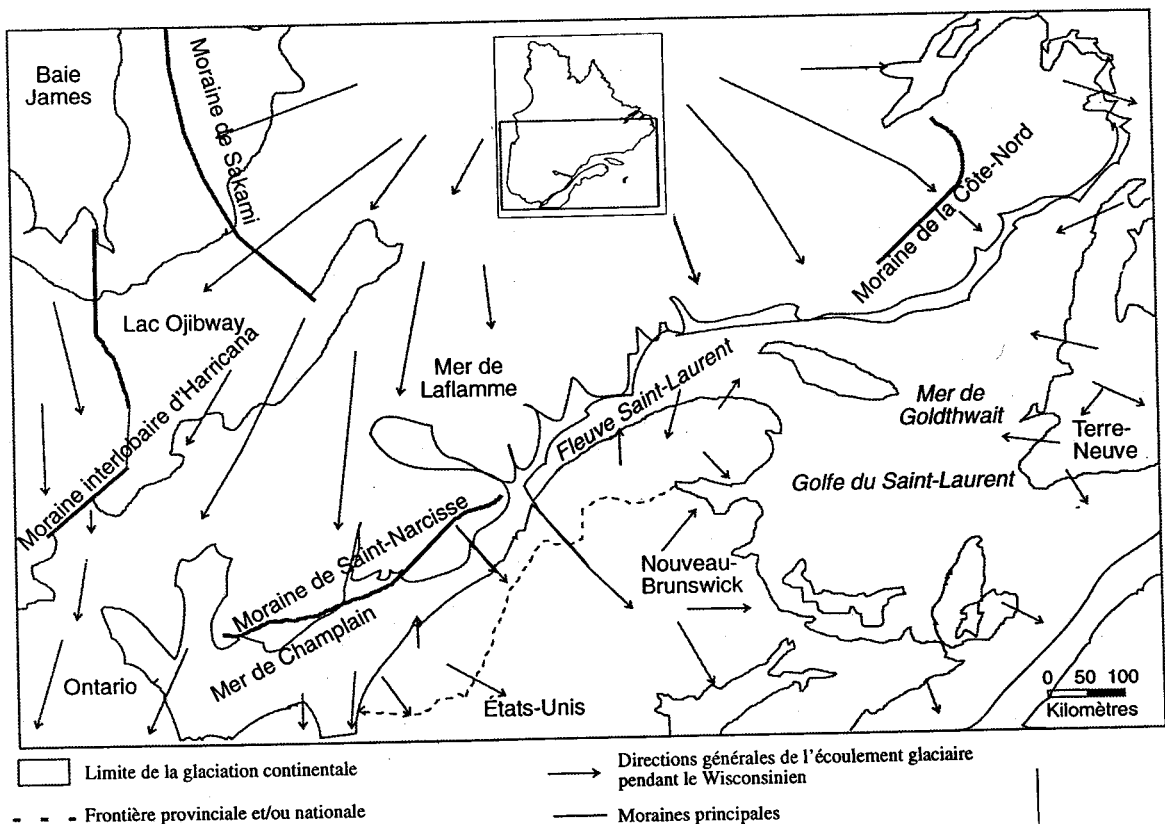 Baie
James
Moraine de Sakami
Moraine de la Côte-Nord
Lac Ojibway
Moraine interlobaire d'Harricana
Mer de
Laflamme
Fleuve Saint-Laurent
Mer de
Goldthwait
Terre-
Neuve
Golfe du Saint-Laurent
Moraine de Saint-Narcisse
Nouveau-
Brunswick
Mer de Champlain
Ontario
États-Unis
0 50 100
Kilomètres
Limite de la glaciation continentale
Directions générales de l'écoulement glaciaire
pendant le Wisconsinien
Frontière provinciale et/ou nationale
Moraines principales